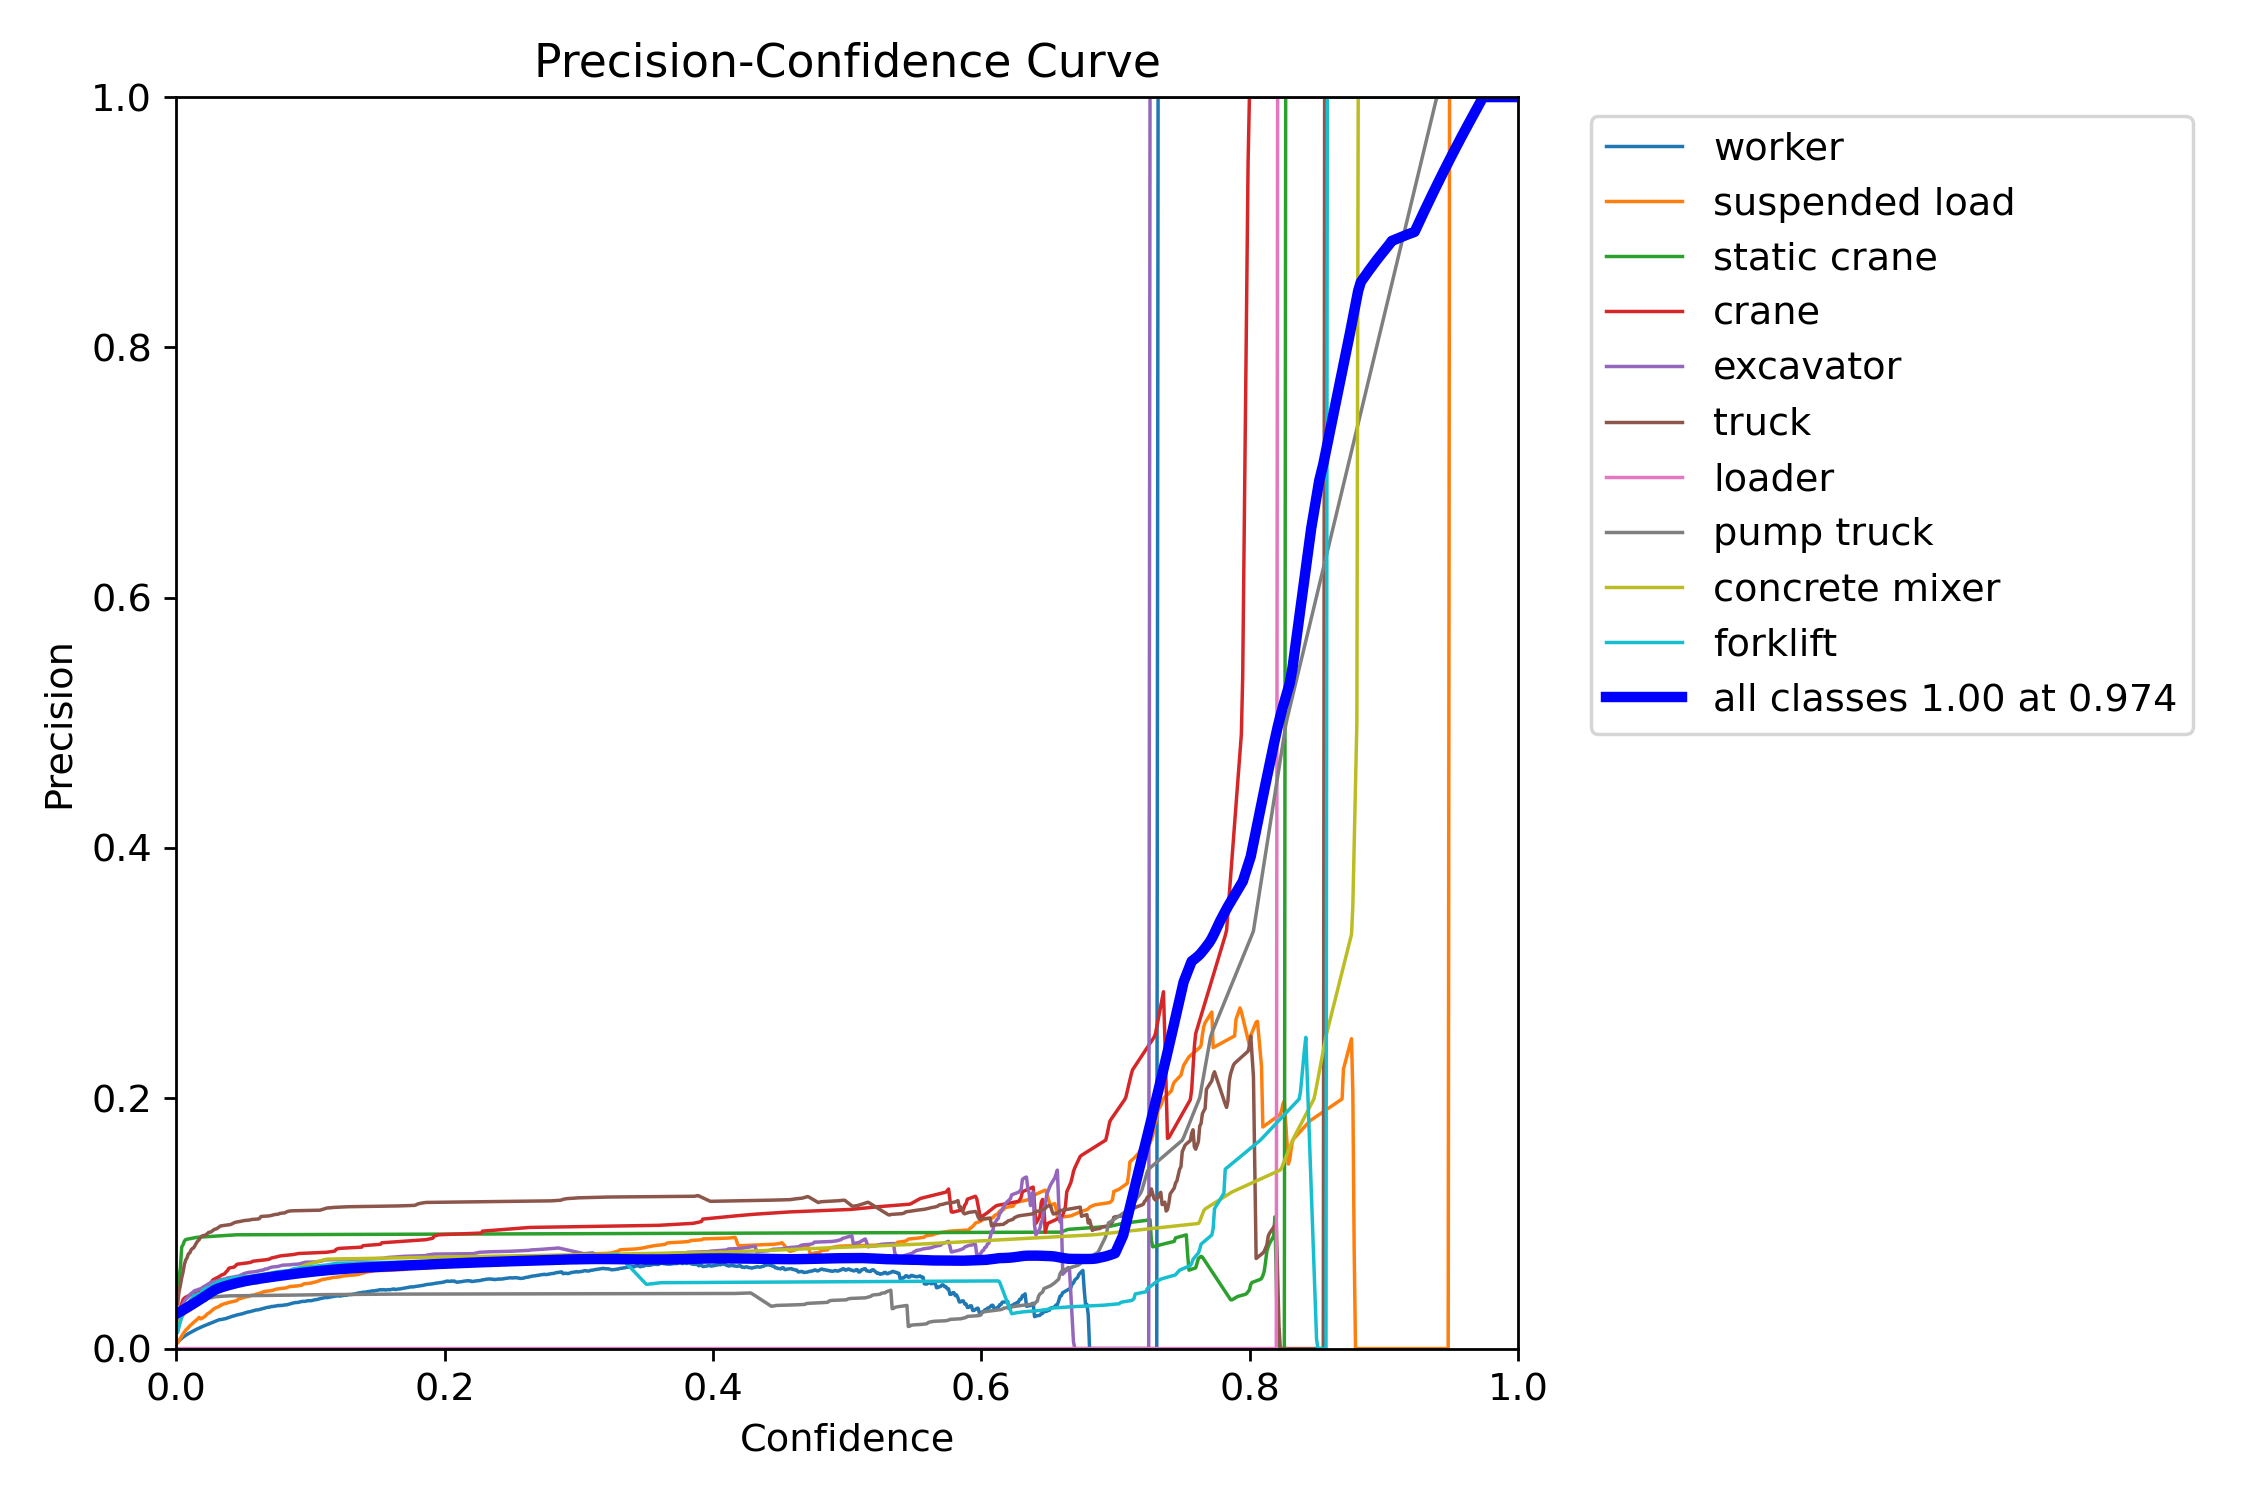 Precision-Confidence Curve
1.0
0.8
0.6
0.4
0.2
0.0
Precision
0.0 0.2 0.4 0.6 0.8 1.0
Confidence
worker
suspended load
static crane
crane
excavator
truck
loader
pump truck
concrete mixer
forklift
all classes 1.00 at 0.974